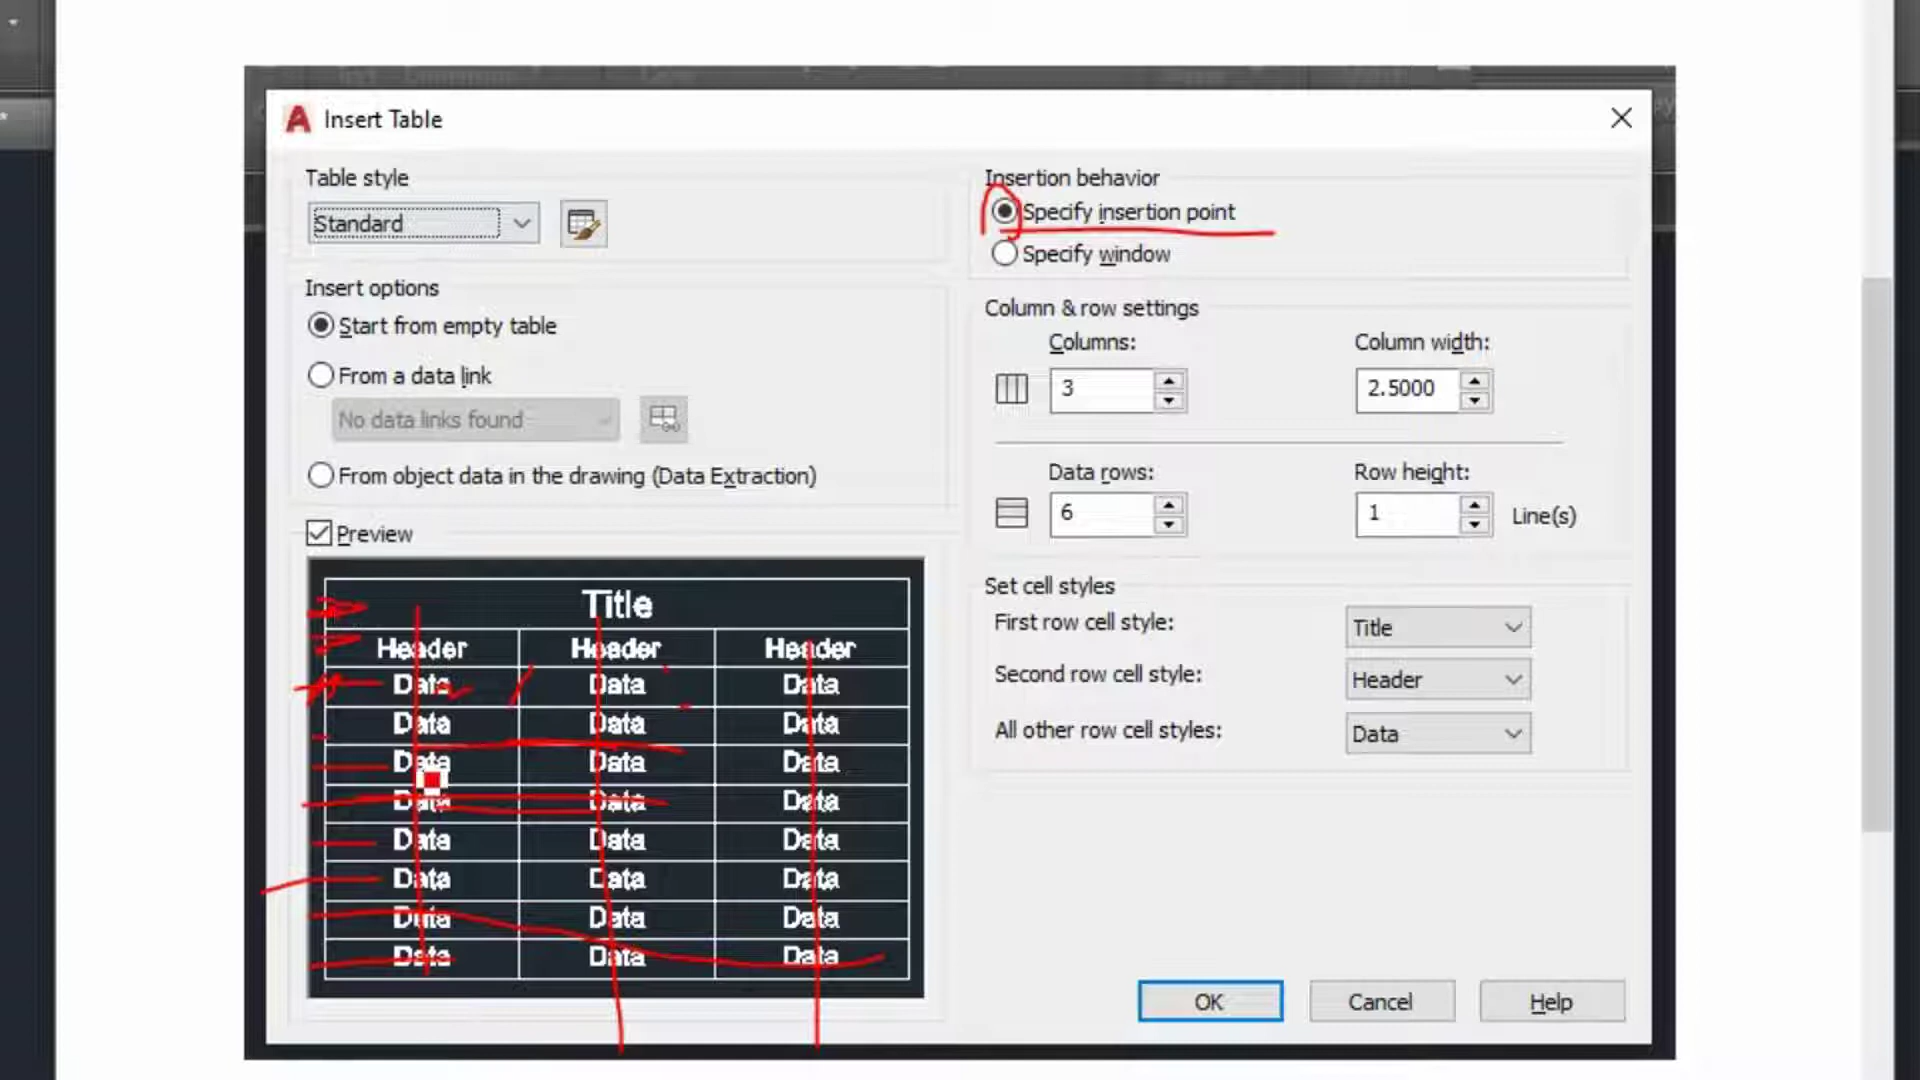 Insert Table
Table style
Standard
Insert options
Start from empty table
From a data link
No data links found
From object data in the drawing (Data Extraction)
Preview
Title
Header Header Header
Data Data Data
Data Data Data
Data Data Data
Data Data Data
Data Data Data
Data Data Data
Data Data Data
Data Data Data
Insertion behavior
Specify insertion point
Specify window
Column & row settings
Columns: Column width:
3 2.5000
Data rows: Row height:
6 1 Line(s)
Set cell styles
First row cell style: Title
Second row cell style: Header
All other row cell styles: Data
OK Cancel Help